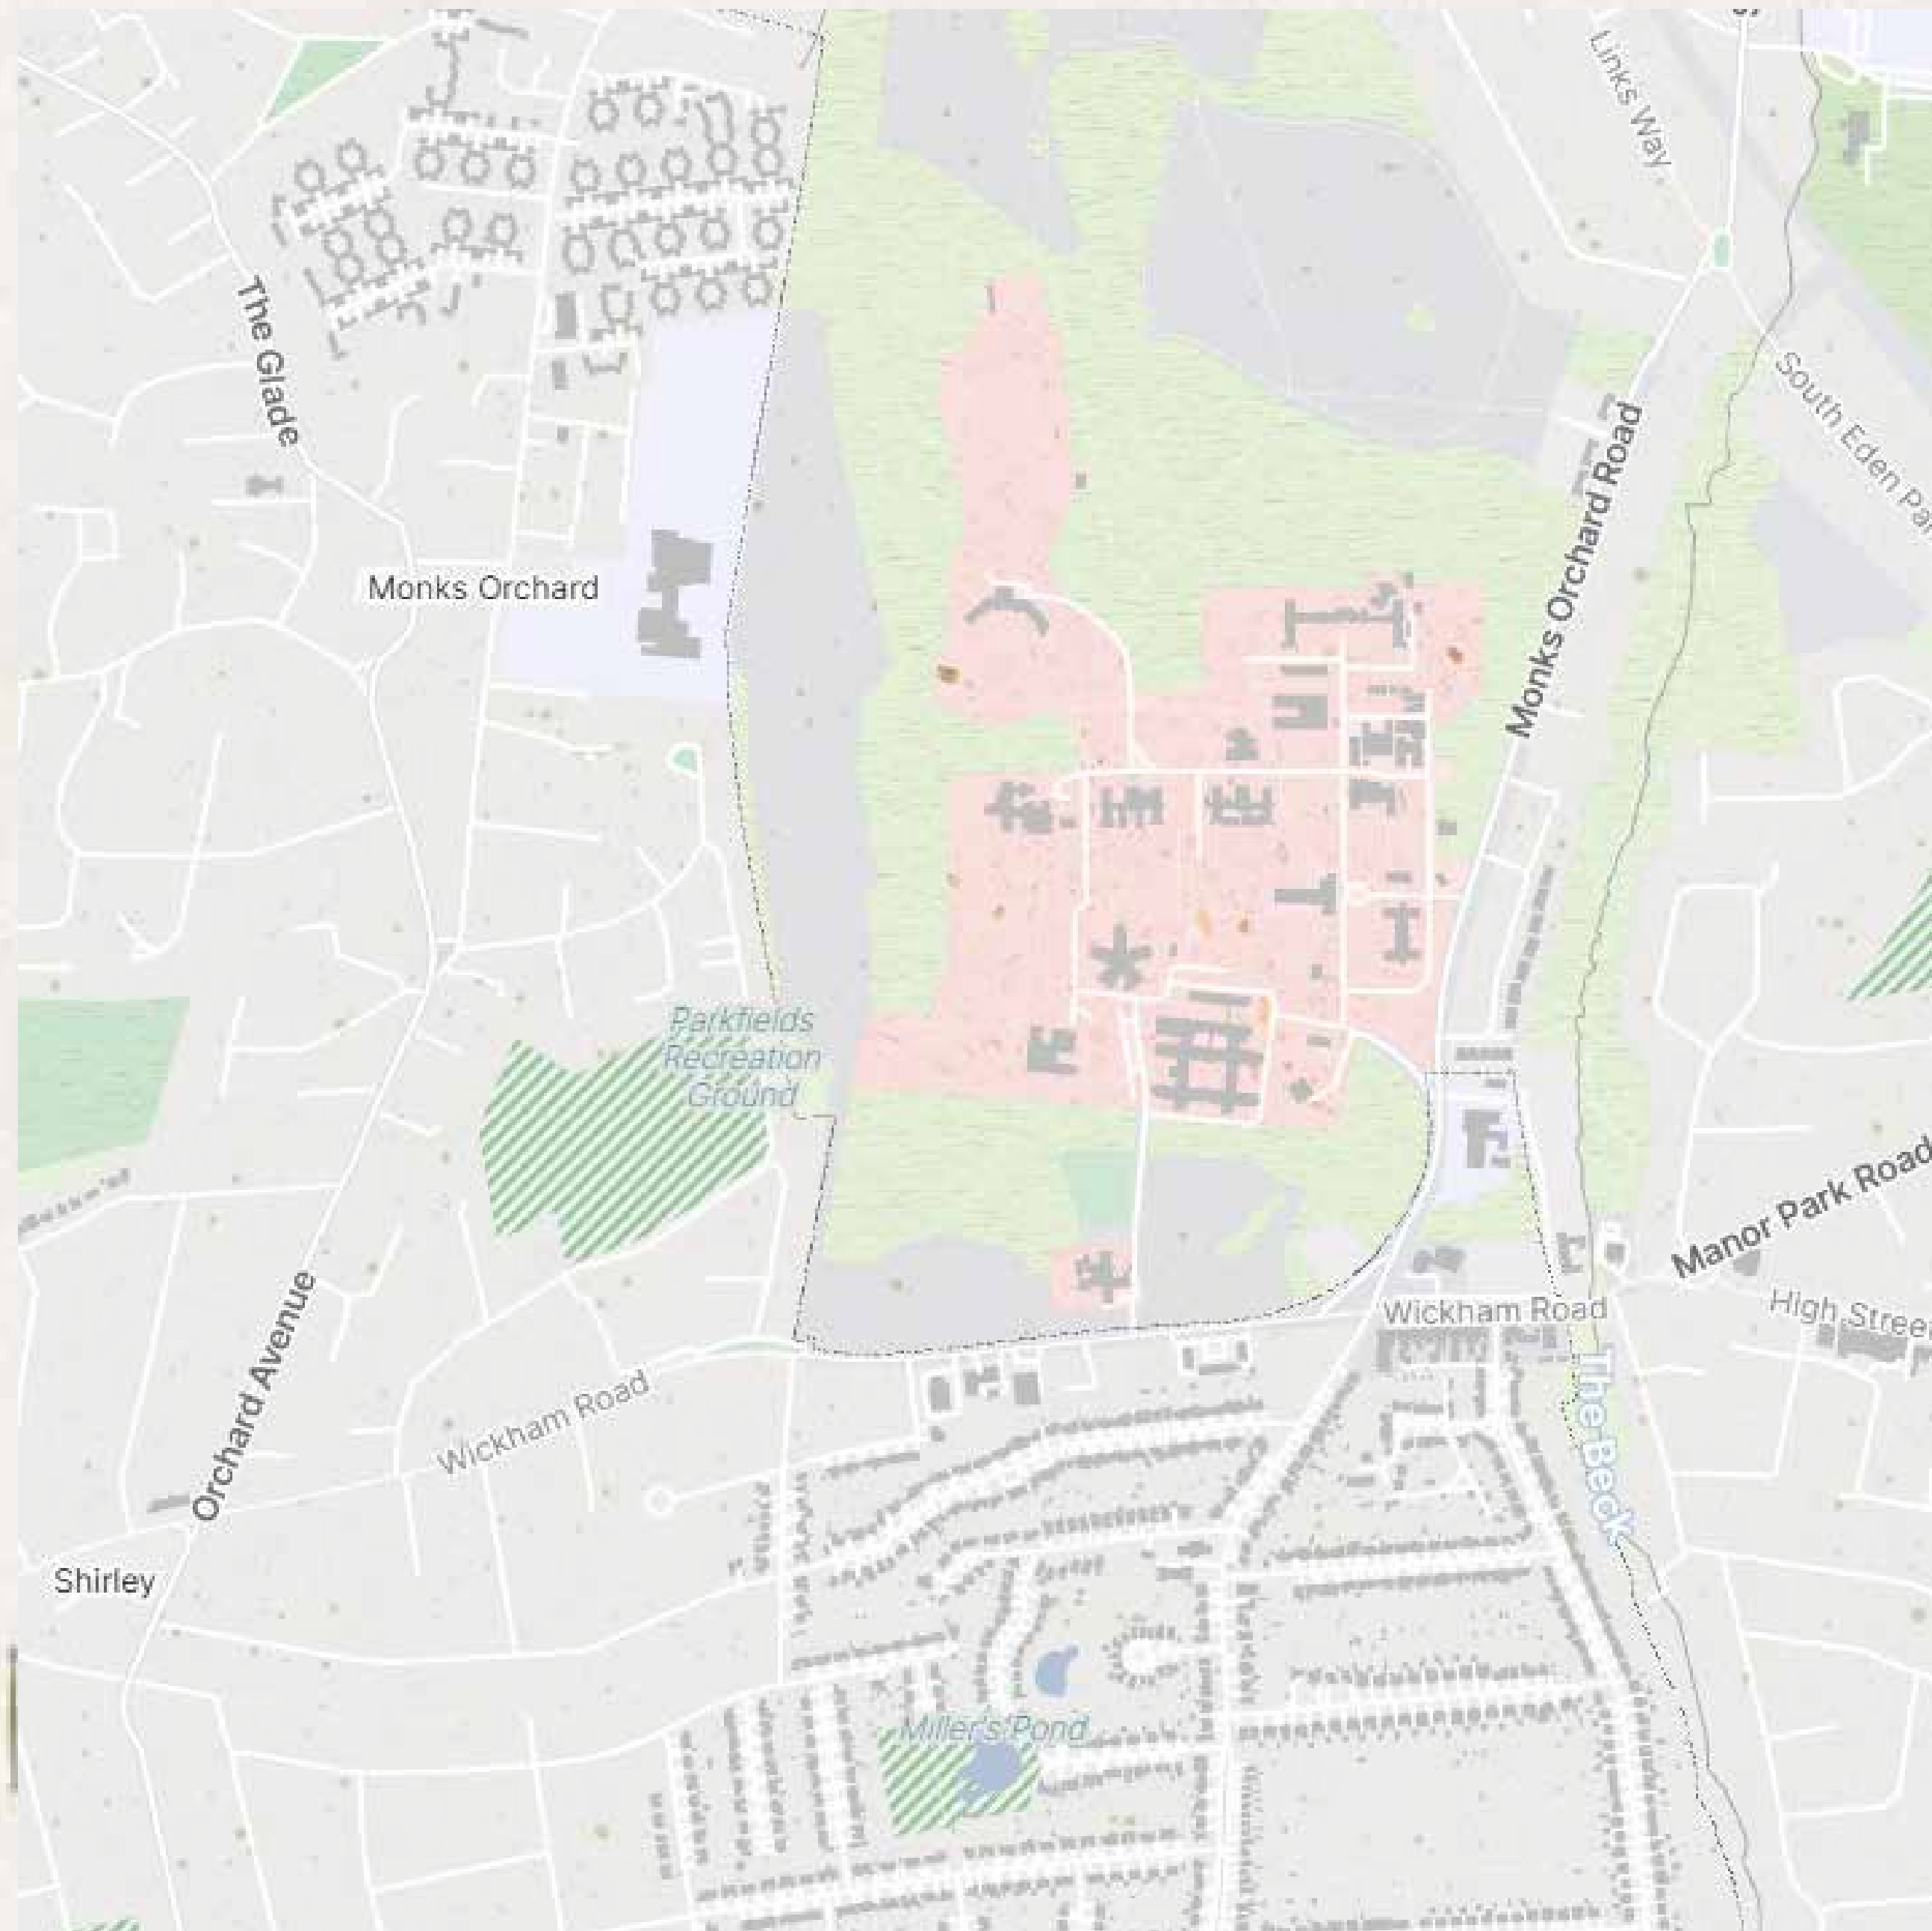 Links Way
The Glade
South Eden
Monks Orchard Road
Monks Orchard
Parkfields
Recreation
Ground
Manor Park Road
Wickham Road
High Street
Orchard Avenue
Wickham Road
The Beck
Shirley
Miller's Pond